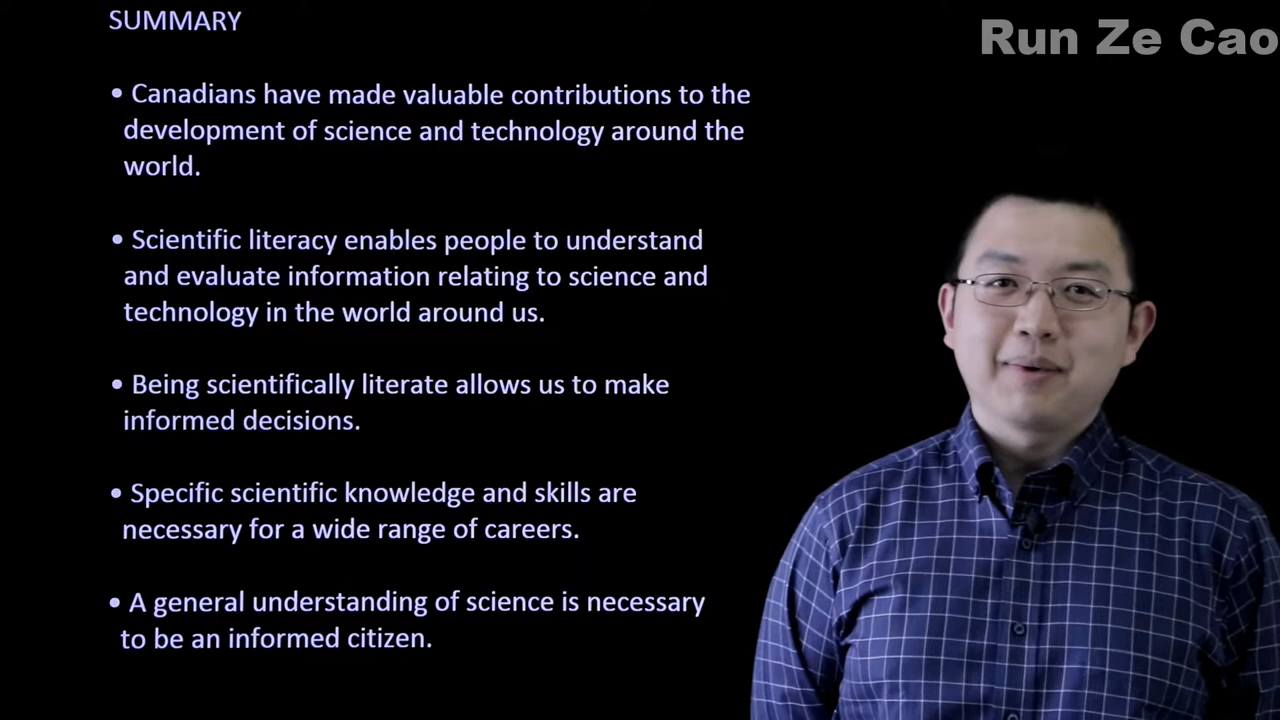 SUMMARY
Run Ze Cao
• Canadians have made valuable contributions to the
development of science and technology around the
world.
• Scientific literacy enables people to understand
and evaluate information relating to science and
technology in the world around us.
• Being scientifically literate allows us to make
informed decisions.
• Specific scientific knowledge and skills are
necessary for a wide range of careers.
• A general understanding of science is necessary
to be an informed citizen.